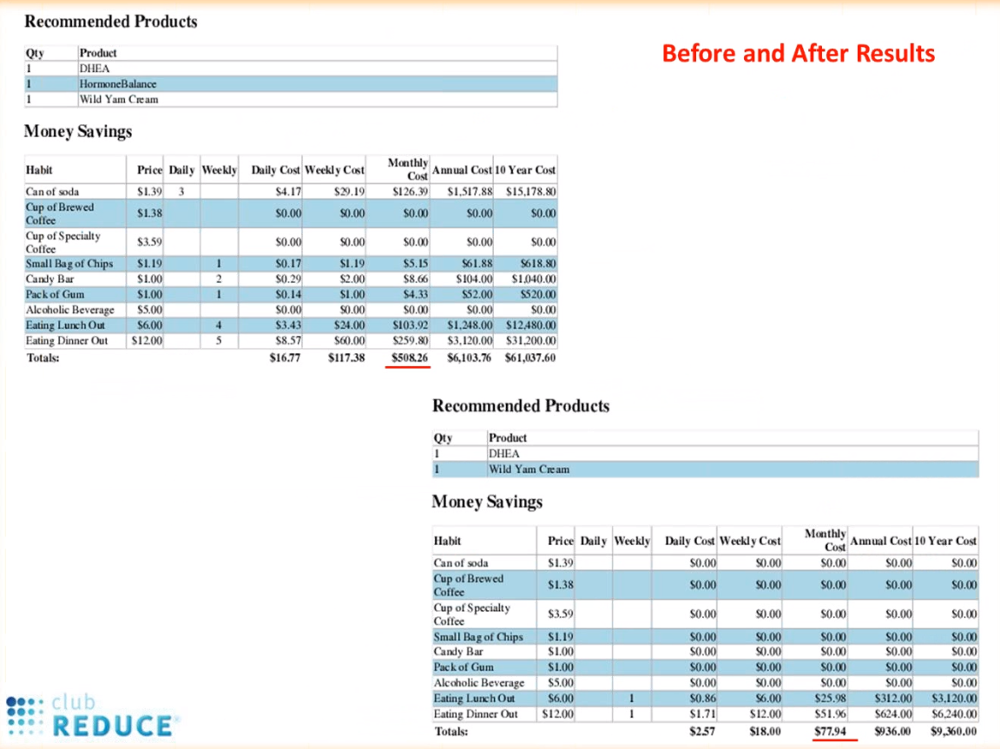 Recommended Products
Before and After Results
Qty Product
1 DHEA
1 HormoneBalance
1 Wild Yam Cream
Money Savings
Habit Price Daily Weekly Daily Cost Weekly Cost Monthly Cost Annual Cost 10 Year Cost
Can of soda $1.39 3 $4.17 $29.19 $126.39 $1,517.88 $15,178.80
Cup of Brewed Coffee $1.38 $0.00 $0.00 $0.00 $0.00 $0.00
Cup of Specialty Coffee $3.59 $0.00 $0.00 $0.00 $0.00 $0.00
Small Bag of Chips $1.19 1 $0.17 $1.19 $5.15 $61.88 $618.80
Candy Bar $1.00 2 $0.29 $2.00 $8.66 $104.00 $1,040.00
Pack of Gum $1.00 1 $0.14 $1.00 $4.33 $52.00 $520.00
Alcoholic Beverage $5.00 $0.00 $0.00 $0.00 $0.00 $0.00
Eating Lunch Out $6.00 4 $3.43 $24.00 $103.92 $1,248.00 $12,480.00
Eating Dinner Out $12.00 5 $8.57 $60.00 $259.80 $3,120.00 $31,200.00
Totals: $16.77 $117.38 $508.26 $6,103.76 $61,037.60
Recommended Products
Qty Product
1 DHEA
1 Wild Yam Cream
Money Savings
Habit Price Daily Weekly Daily Cost Weekly Cost Monthly Cost Annual Cost 10 Year Cost
Can of soda $1.39 $0.00 $0.00 $0.00 $0.00 $0.00
Cup of Brewed Coffee $1.38 $0.00 $0.00 $0.00 $0.00 $0.00
Cup of Specialty Coffee $3.59 $0.00 $0.00 $0.00 $0.00 $0.00
Small Bag of Chips $1.19 $0.00 $0.00 $0.00 $0.00 $0.00
Candy Bar $1.00 $0.00 $0.00 $0.00 $0.00 $0.00
Pack of Gum $1.00 $0.00 $0.00 $0.00 $0.00 $0.00
Alcoholic Beverage $5.00 $0.00 $0.00 $0.00 $0.00 $0.00
Eating Lunch Out $6.00 1 $0.86 $6.00 $25.98 $312.00 $3,120.00
Eating Dinner Out $12.00 1 $1.71 $12.00 $51.96 $624.00 $6,240.00
Totals: $2.57 $18.00 $77.94 $936.00 $9,360.00
club
REDUCE